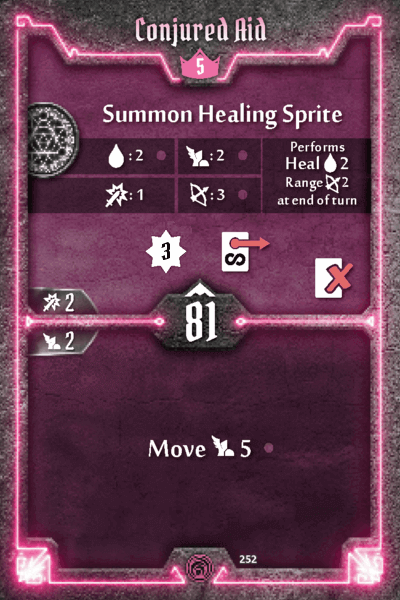 Conjured Aid
5
Summon Healing Sprite
: 2
: 2
: 1
: 3
Performs
Heal 2
Range 2
at end of turn
3
S
2
81
2
Move 5
252